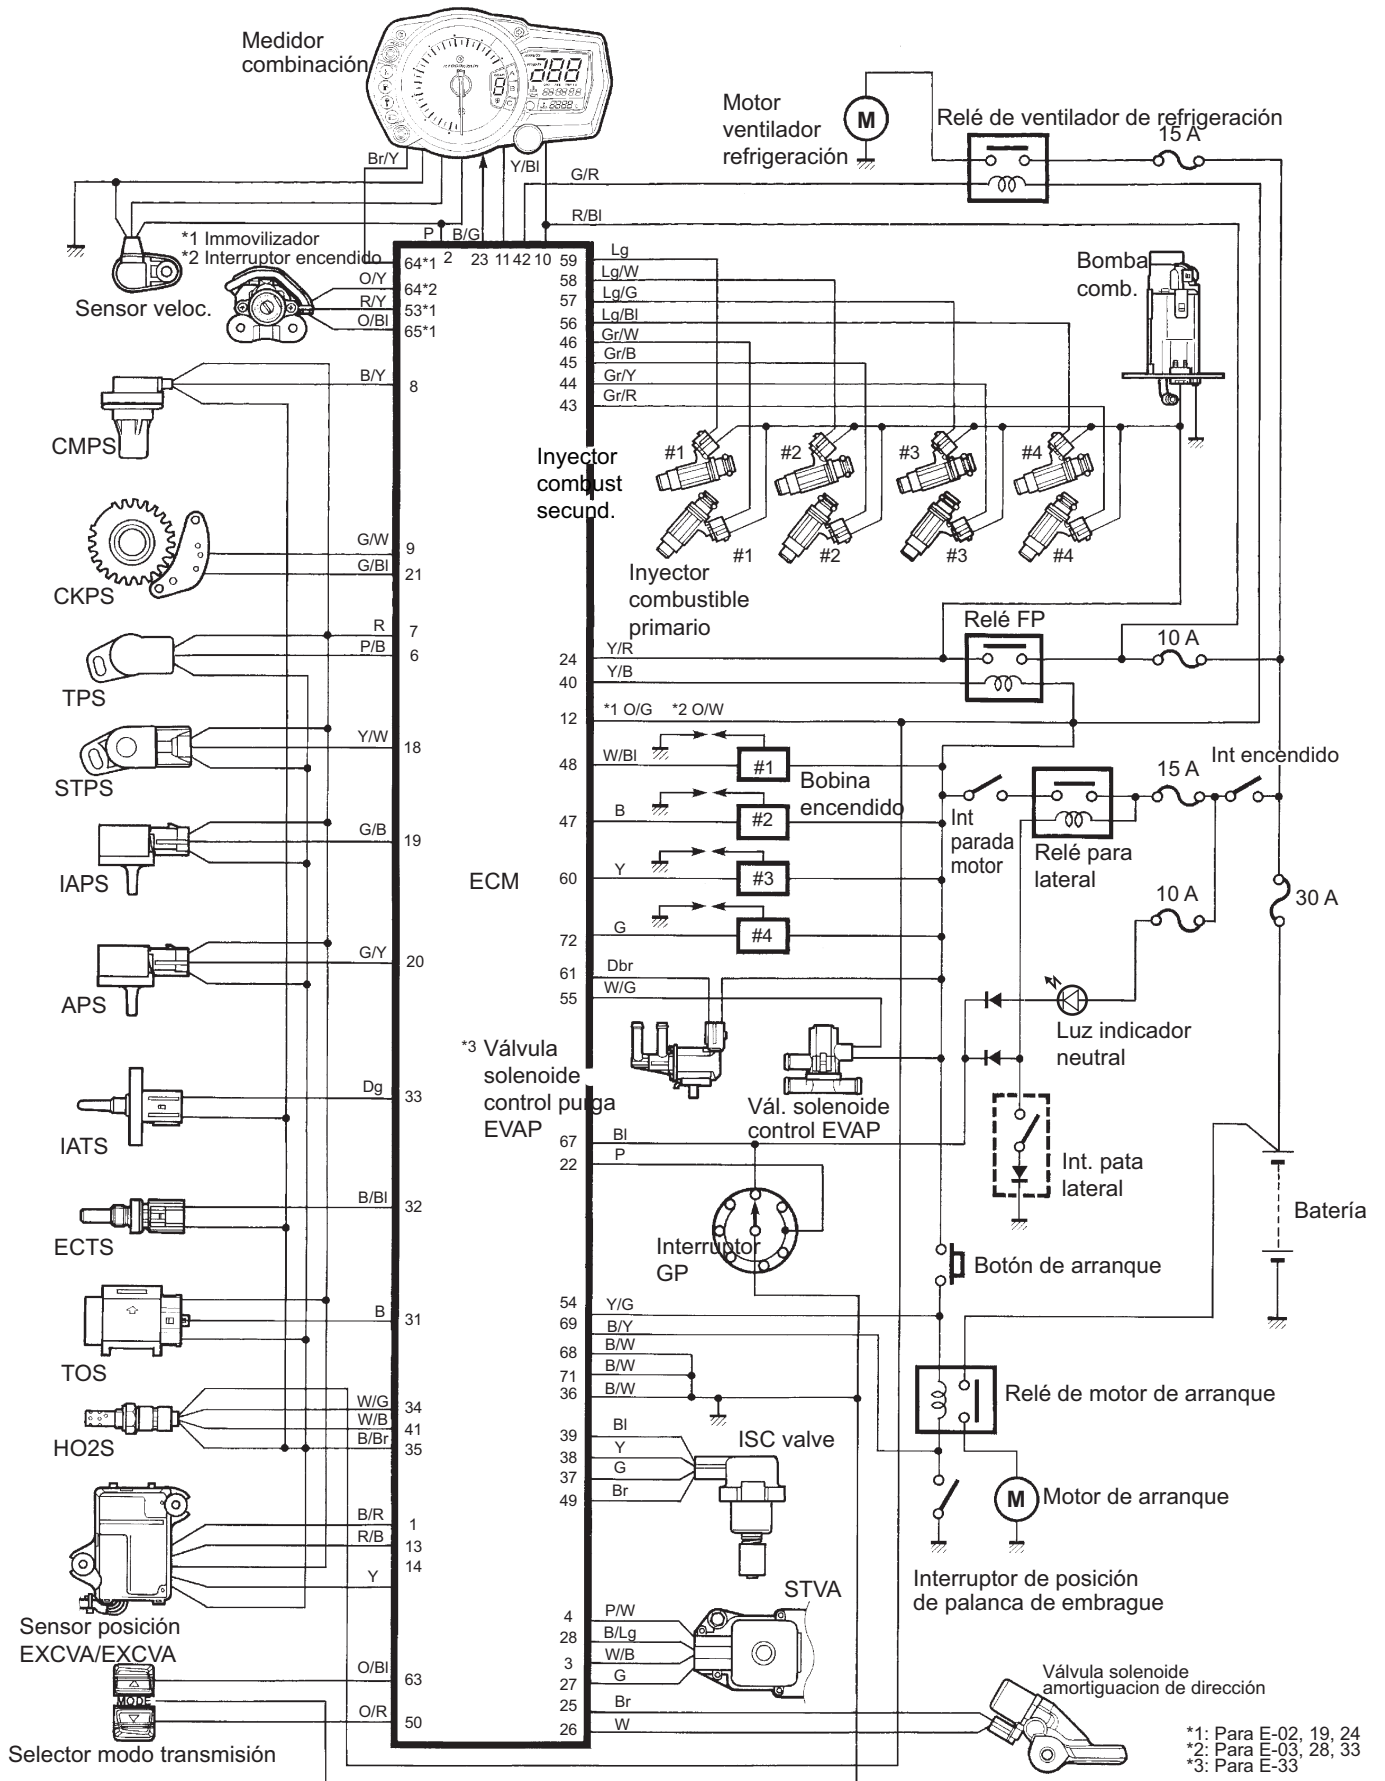 Medidor
combinación
Motor
ventilador
refrigeración
M
Relé de ventilador de refrigeración
15 A
Br/Y
Y/Bl
G/R
R/Bl
P
B/G
*1 Immovilizador
*2 Interruptor encendido
Sensor veloc.
2
23
11
42
10
64*1
O/Y
64*2
R/Y
53*1
O/Bl
65*1
59
Lg
58
Lg/W
57
Lg/G
56
Lg/Bl
46
Gr/W
45
Gr/B
44
Gr/Y
43
Gr/R
Bomba
comb.
CMPS
B/Y
8
#1
#2
#3
#4
Inyector
combust
secund.
#1
#2
#3
#4
Inyector
combustible
primario
CKPS
G/W
9
G/Bl
21
TPS
R
7
P/B
6
24
Y/R
40
Y/B
Relé FP
10 A
STPS
Y/W
18
12
*1 O/G
*2 O/W
48
W/Bl
#1
Bobina
encendido
47
B
#2
60
Y
#3
72
G
#4
Int
parada
motor
Relé para
lateral
15 A
Int encendido
10 A
30 A
IAPS
G/B
19
ECM
APS
G/Y
20
61
Dbr
55
W/G
*3 Válvula
solenoide
control purga
EVAP
Vál. solenoide
control EVAP
Luz indicador
neutral
IATS
Dg
33
67
Bl
22
P
Int. pata
lateral
Batería
ECTS
B/Bl
32
Interruptor
GP
Botón de arranque
TOS
B
31
54
Y/G
69
B/Y
68
B/W
71
B/W
36
B/W
Relé de motor de arranque
HO2S
W/G
34
W/B
41
B/Br
35
39
Bl
38
Y
37
G
49
Br
ISC valve
M
Motor de arranque
Interruptor de posición
de palanca de embrague
B/R
1
R/B
13
14
Y
Sensor posición
EXCVA/EXCVA
STVA
4
P/W
28
B/Lg
3
W/B
27
G
25
Br
26
W
MODE
O/Bl
63
O/R
50
Selector modo transmisión
Válvula solenoide
amortiguacion de dirección
*1: Para E-02, 19, 24
*2: Para E-03, 28, 33
*3: Para E-33